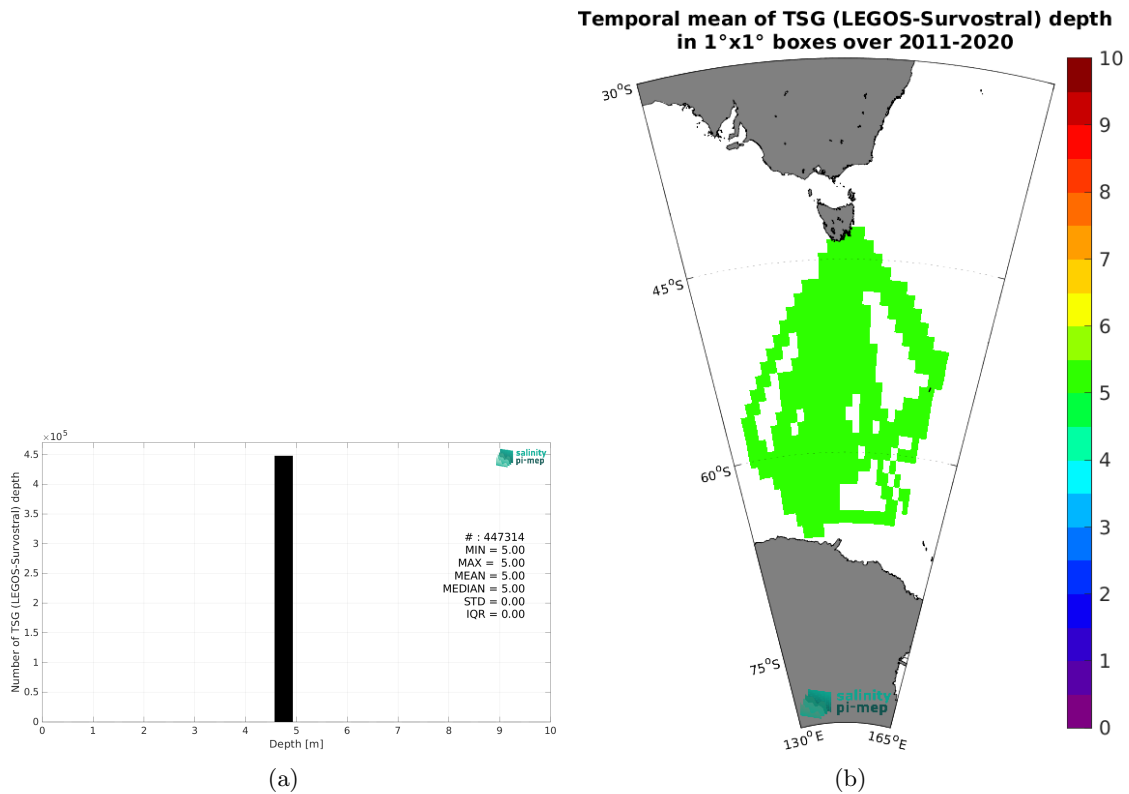 ×10⁵
4.5
4
3.5
3
2.5
2
1.5
1
0.5
0
Number of TSG (LEGOS-Survostral) depth
salinity
pi-mep
# : 447314
MIN = 5.00
MAX = 5.00
MEAN = 5.00
MEDIAN = 5.00
STD = 0.00
IQR = 0.00
0 1 2 3 4 5 6 7 8 9 10
Depth [m]
(a)
Temporal mean of TSG (LEGOS-Survostral) depth
in 1°x1° boxes over 2011-2020
30°S
45°S
60°S
75°S
130°E
165°E
salinity
pi-mep
10
9
8
7
6
5
4
3
2
1
0
(b)